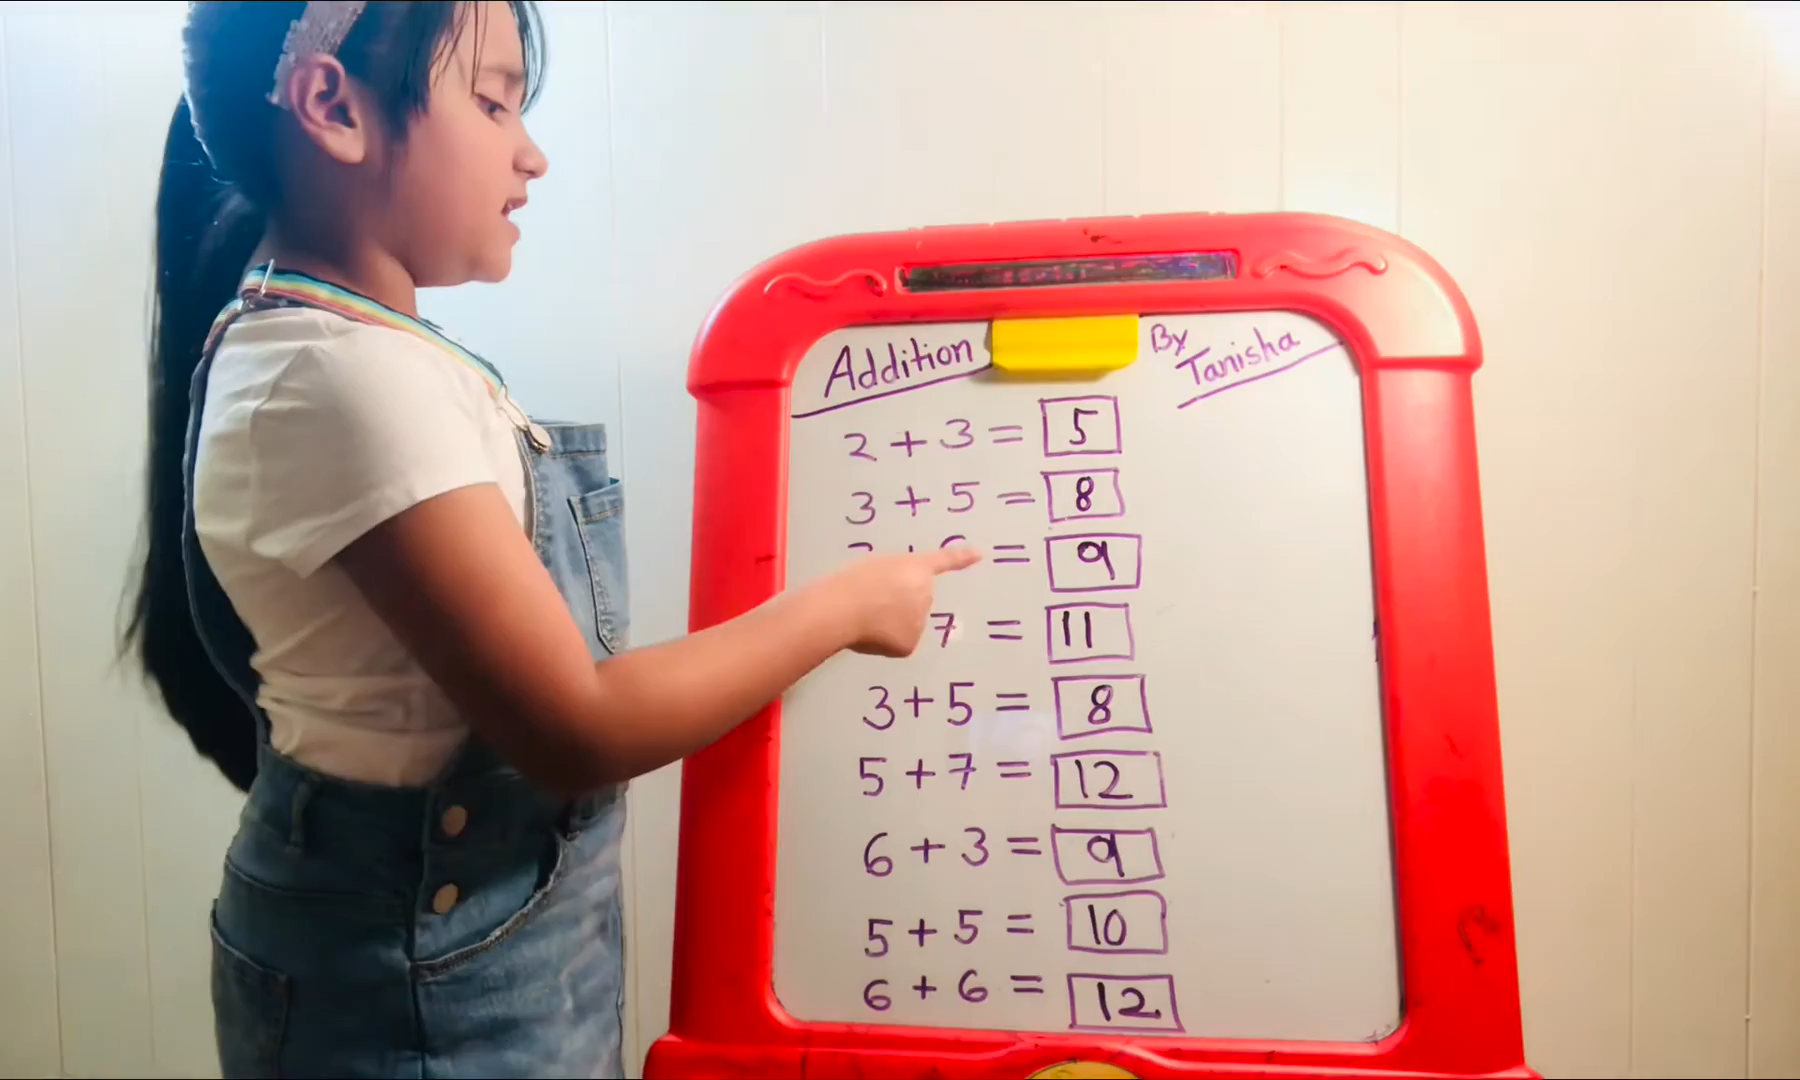 Addition
By
Tanisha
2 + 3 = 5
3 + 5 = 8
= 9
7 = 11
3 + 5 = 8
5 + 7 = 12
6 + 3 = 9
5 + 5 = 10
6 + 6 = 12